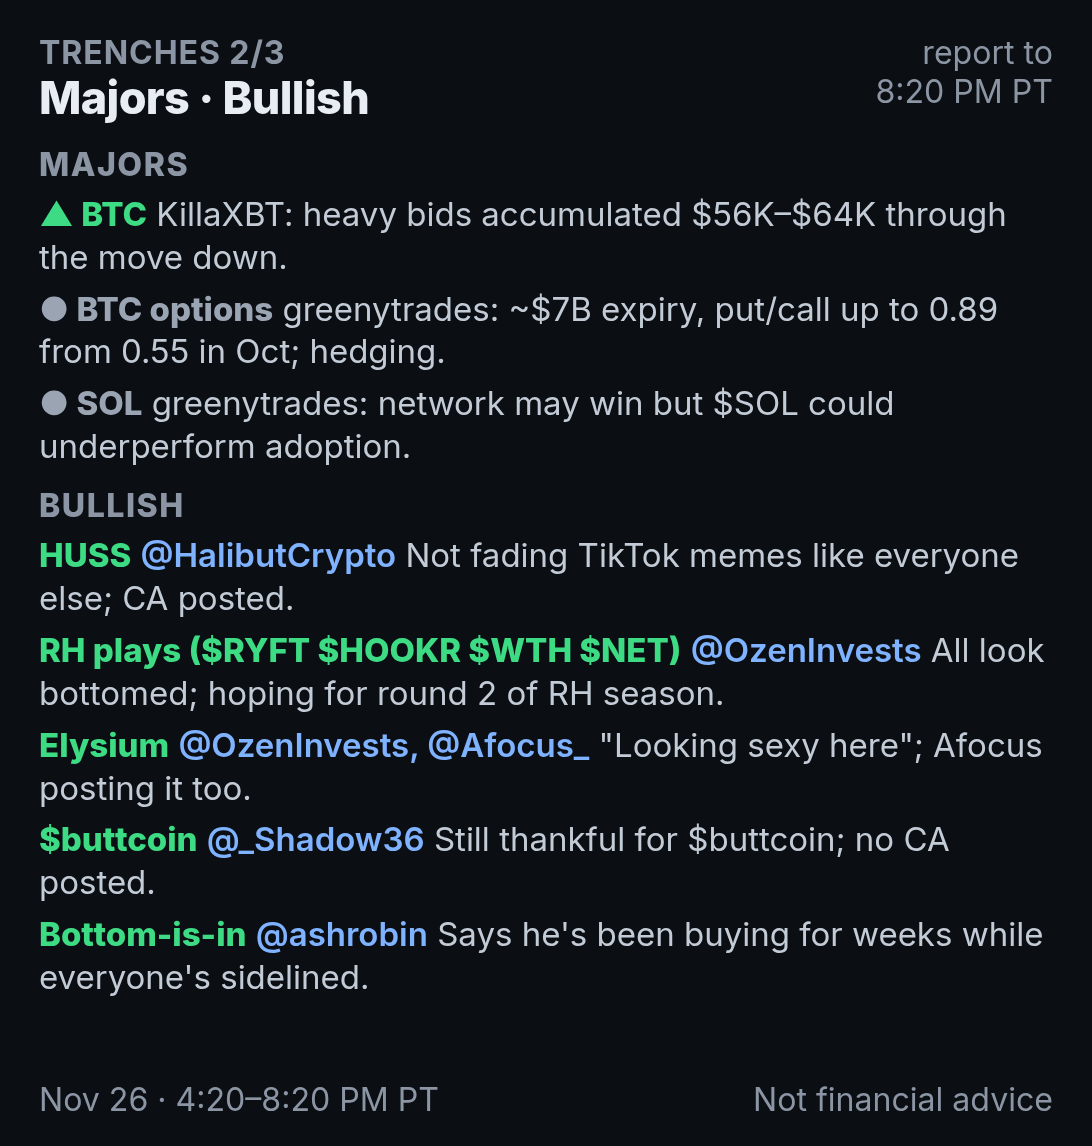 TRENCHES 2/3
report to
Majors · Bullish
8:20 PM PT
MAJORS
▲ BTC KillaXBT: heavy bids accumulated $56K–$64K through
the move down.
● BTC options greenytrades: ~$7B expiry, put/call up to 0.89
from 0.55 in Oct; hedging.
● SOL greenytrades: network may win but $SOL could
underperform adoption.
BULLISH
HUSS @HalibutCrypto Not fading TikTok memes like everyone
else; CA posted.
RH plays ($RYFT $HOOKR $WTH $NET) @OzenInvests All look
bottomed; hoping for round 2 of RH season.
Elysium @OzenInvests, @Afocus_ "Looking sexy here"; Afocus
posting it too.
$buttcoin @_Shadow36 Still thankful for $buttcoin; no CA
posted.
Bottom-is-in @ashrobin Says he's been buying for weeks while
everyone's sidelined.
Nov 26 · 4:20–8:20 PM PT
Not financial advice